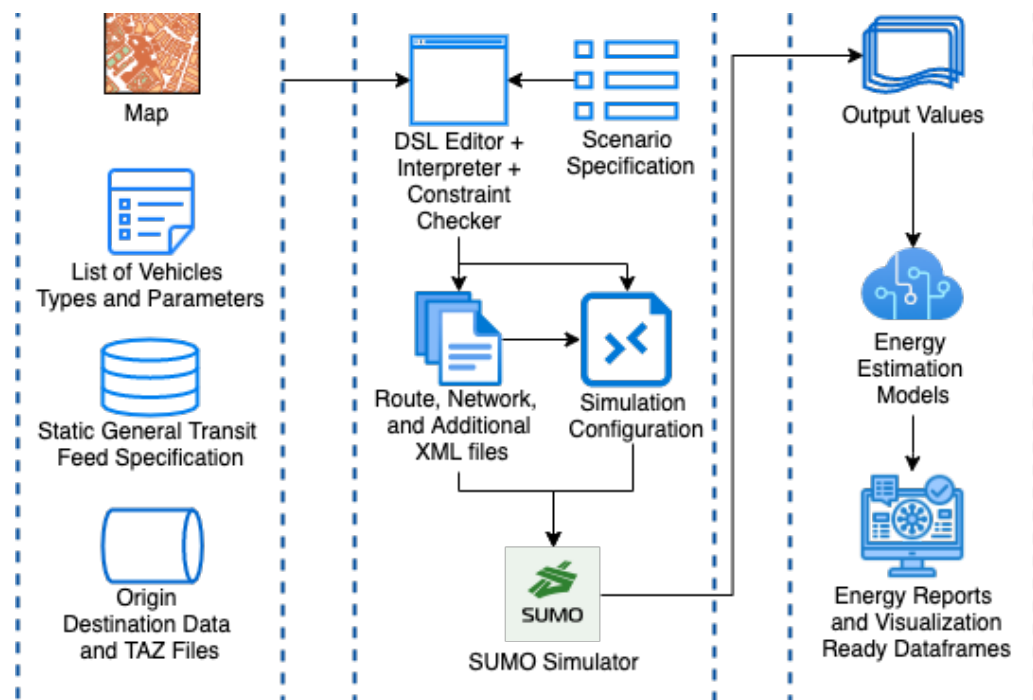 Map
List of Vehicles
Types and Parameters
Static General Transit
Feed Specification
Origin
Destination Data
and TAZ Files
DSL Editor +
Interpreter +
Constraint
Checker
Scenario
Specification
Route, Network,
and Additional
XML files
Simulation
Configuration
SUMO
SUMO Simulator
Output Values
Energy
Estimation
Models
Energy Reports
and Visualization
Ready Dataframes